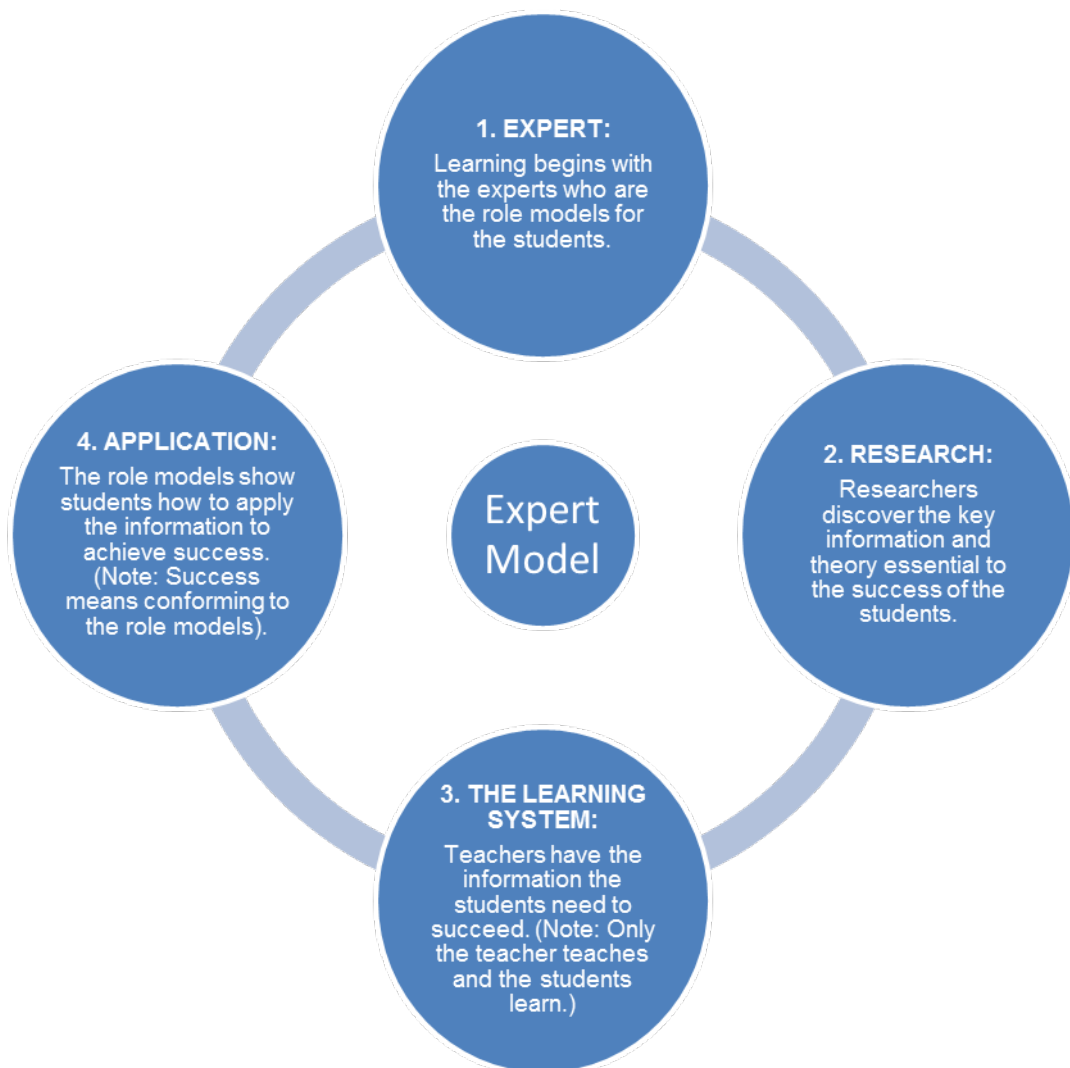 1. EXPERT:
Learning begins with
the experts who are
the role models for
the students.
2. RESEARCH:
Researchers
discover the key
information and
theory essential to
the success of the
students.
3. THE LEARNING
SYSTEM:
Teachers have the
information the
students need to
succeed. (Note: Only
the teacher teaches
and the students
learn.)
4. APPLICATION:
The role models show
students how to apply
the information to
achieve success.
(Note: Success
means conforming to
the role models).
Expert
Model